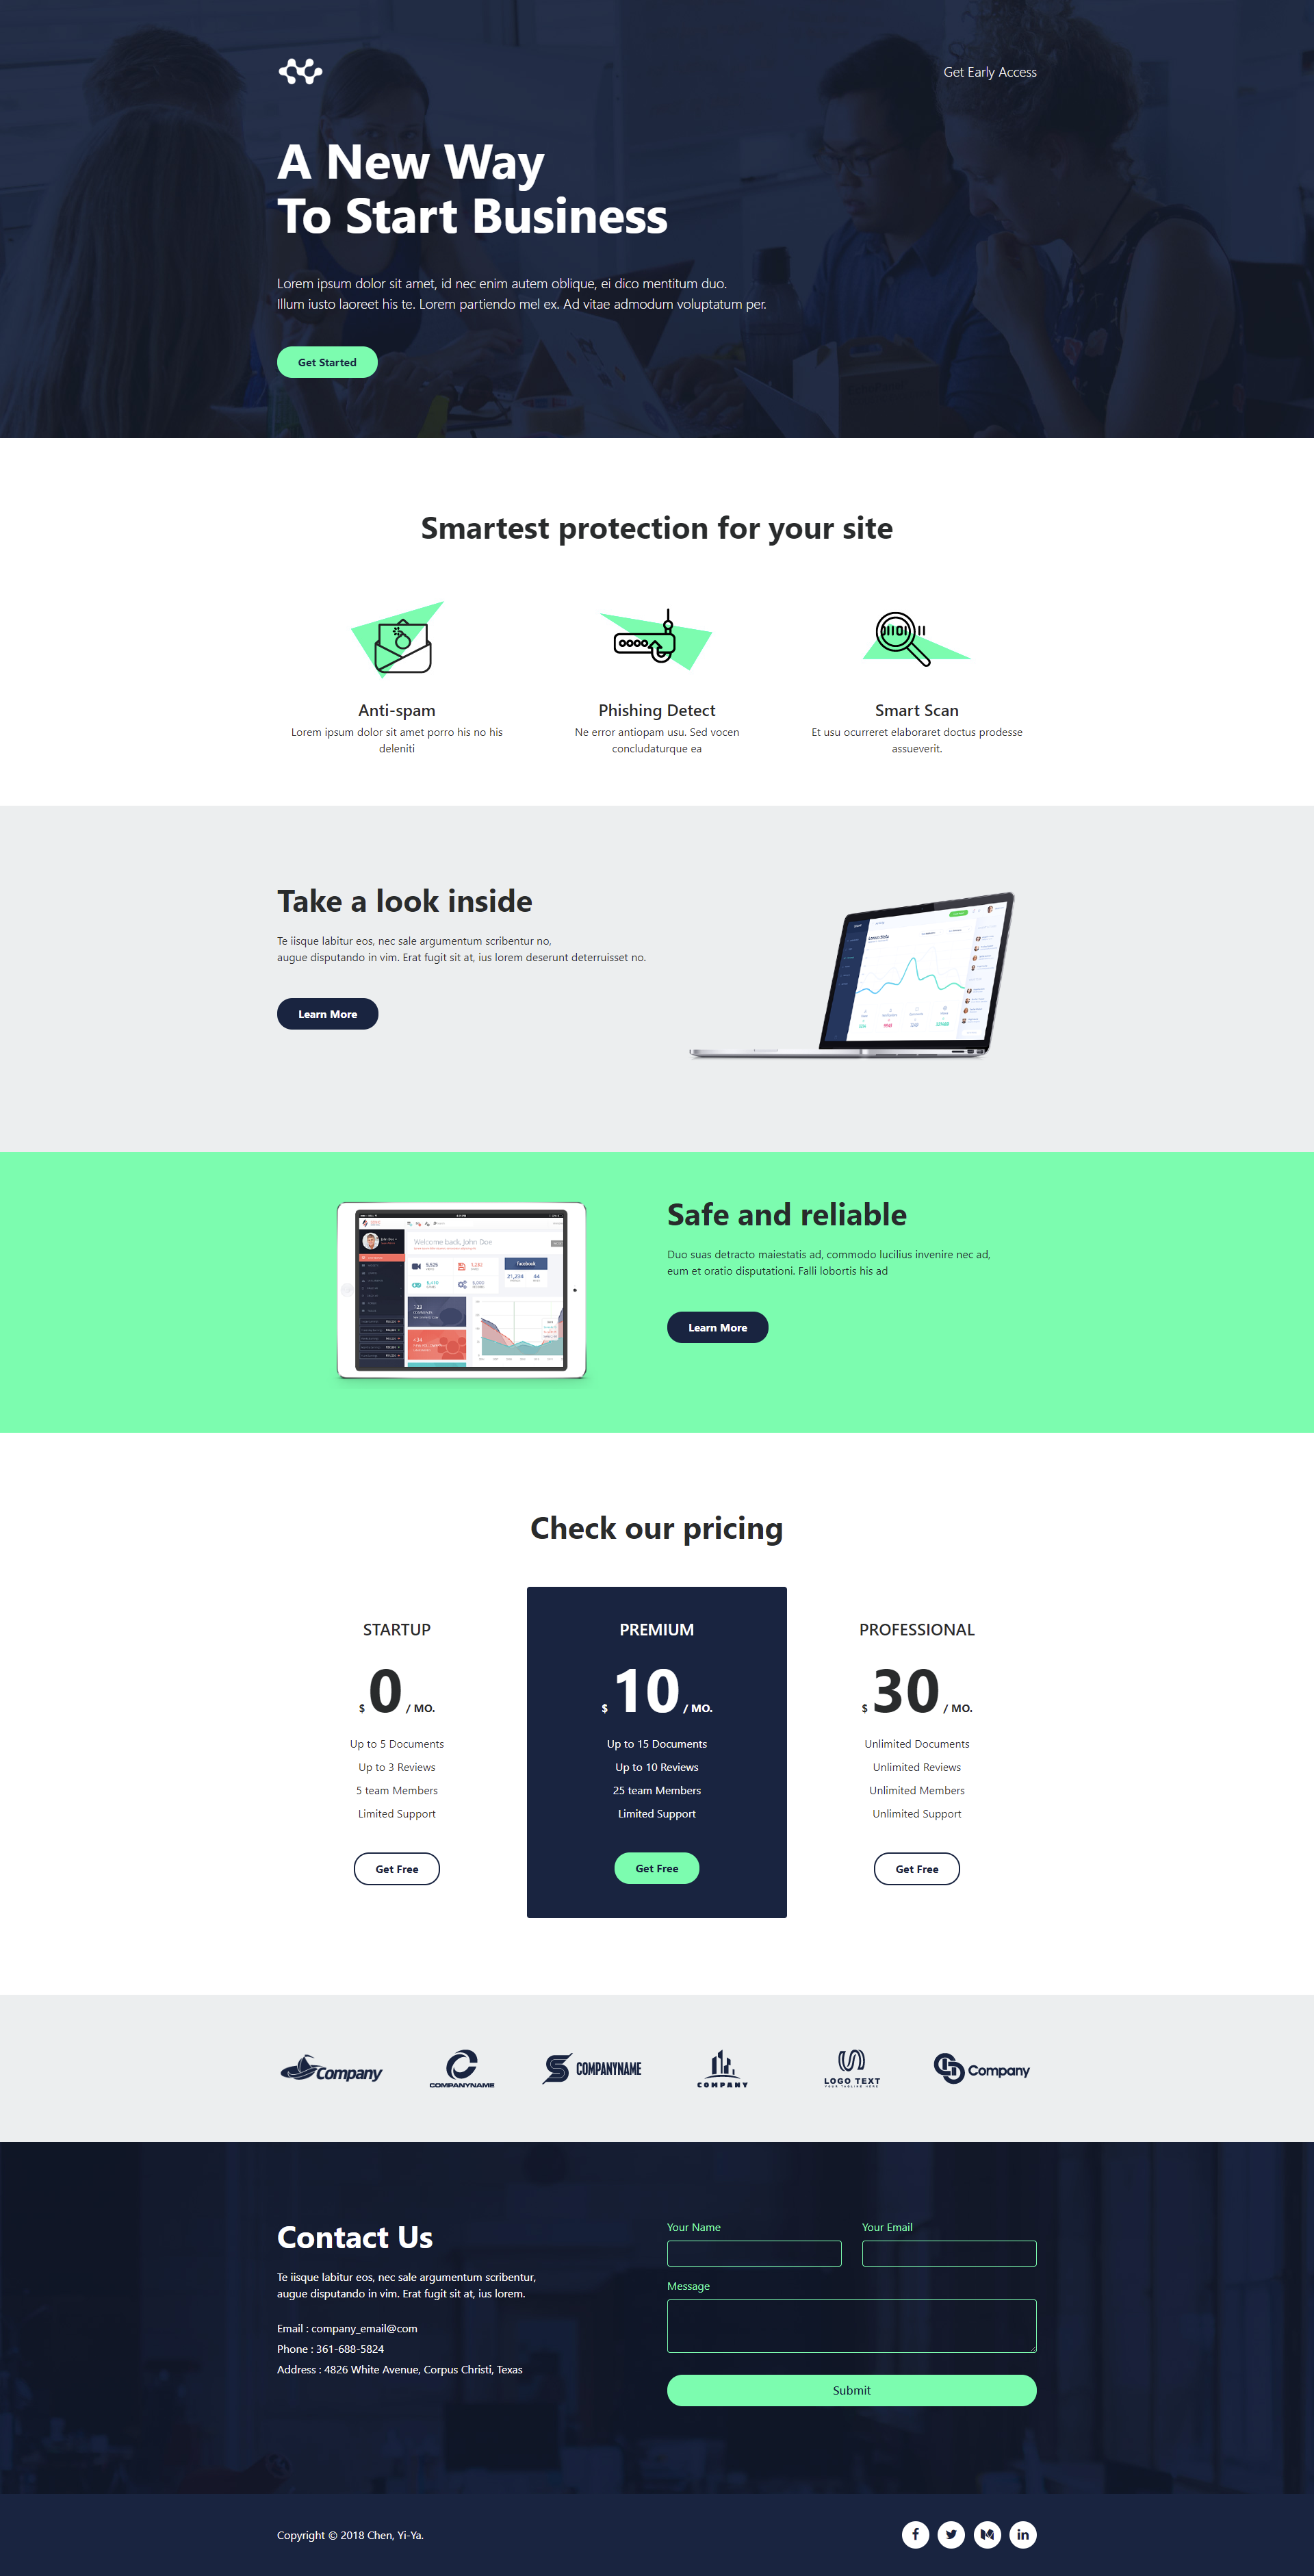 Get Early Access
A New Way
To Start Business
Lorem ipsum dolor sit amet, id nec enim autem oblique, ei dico mentitum duo.
Illum iusto laoreet his te. Lorem partiendo mel ex. Ad vitae admodum voluptatum per.
Get Started
Smartest protection for your site
Anti-spam
Lorem ipsum dolor sit amet porro his no his
deleniti
Phishing Detect
Ne error antiopam usu. Sed vocen
concludaturque ea
Smart Scan
Et usu ocurreret elaboraret doctus prodesse
assueverit.
Take a look inside
Te iisque labitur eos, nec sale argumentum scribentur no,
augue disputando in vim. Erat fugit sit at, ius lorem deserunt deterruisset no.
Learn More
Welcome back, John Doe
Facebook
21,234
44
123
Safe and reliable
Duo suas detracto maiestatis ad, commodo lucilius invenire nec ad,
eum et oratio disputationi. Falli lobortis his ad
Learn More
Check our pricing
STARTUP
$ 0 / MO.
Up to 5 Documents
Up to 3 Reviews
5 team Members
Limited Support
Get Free
PREMIUM
$ 10 / MO.
Up to 15 Documents
Up to 10 Reviews
25 team Members
Limited Support
Get Free
PROFESSIONAL
$ 30 / MO.
Unlimited Documents
Unlimited Reviews
Unlimited Members
Unlimited Support
Get Free
Company
COMPANYNAME
COMPANYNAME
COMPANY
LOGO TEXT
YOUR TAGLINE HERE
Company
Contact Us
Te iisque labitur eos, nec sale argumentum scribentur,
augue disputando in vim. Erat fugit sit at, ius lorem.
Email : company_email@com
Phone : 361-688-5824
Address : 4826 White Avenue, Corpus Christi, Texas
Your Name
Your Email
Message
Submit
Copyright © 2018 Chen, Yi-Ya.